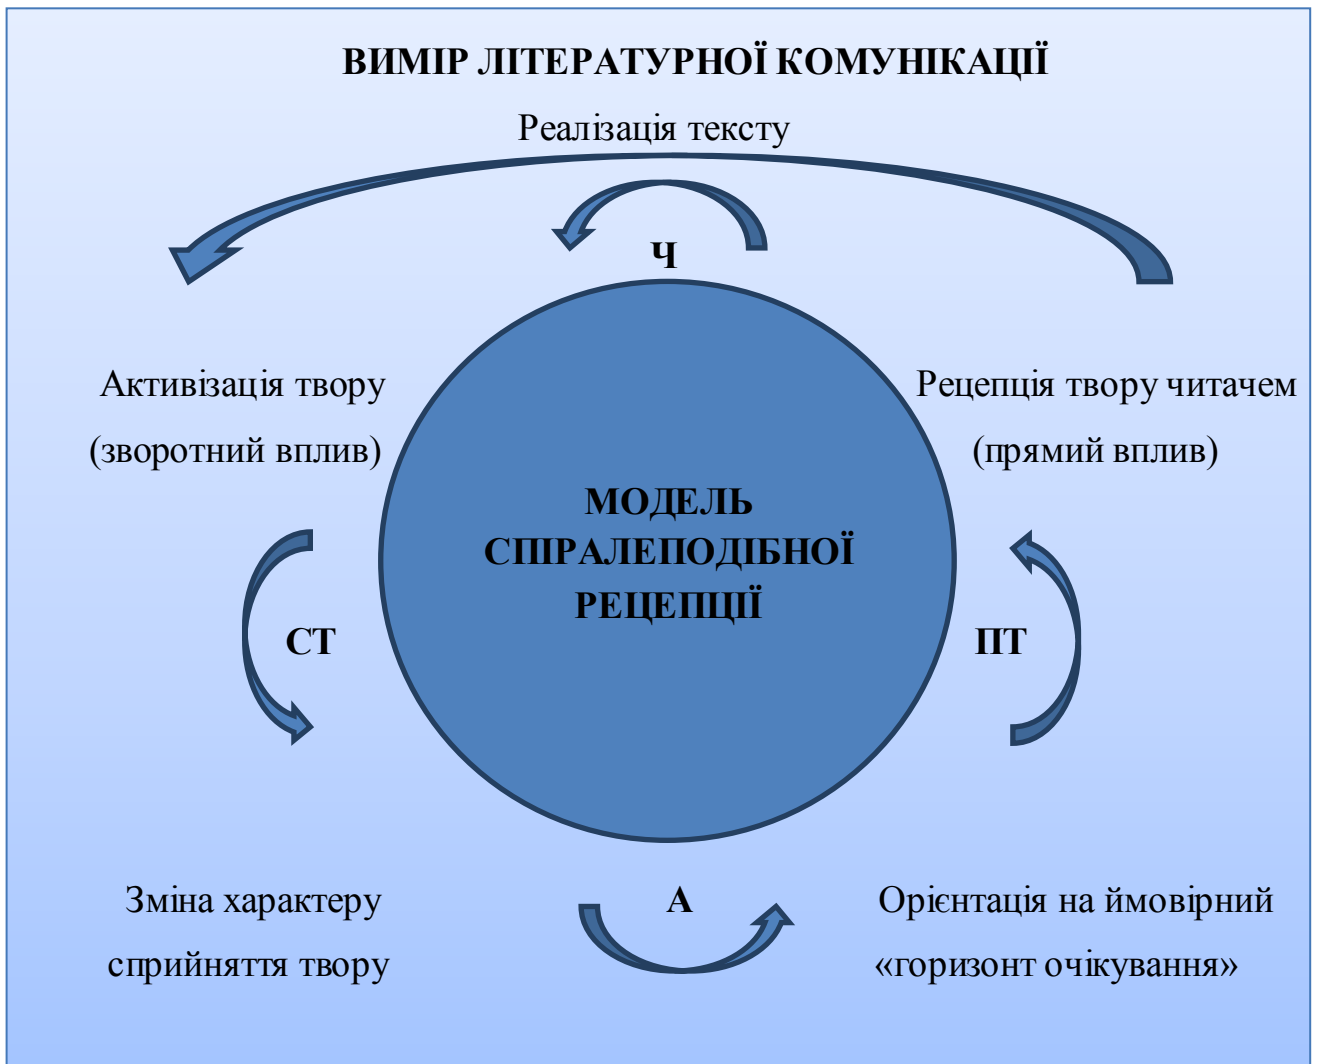 ВИМІР ЛІТЕРАТУРНОЇ КОМУНІКАЦІЇ
Реалізація тексту
Ч
Активізація твору
(зворотний вплив)
Рецепція твору читачем
(прямий вплив)
МОДЕЛЬ
СПІРАЛЕПОДІБНОЇ
РЕЦЕПЦІЇ
СТ
ПТ
А
Зміна характеру
сприйняття твору
Орієнтація на ймовірний
«горизонт очікування»